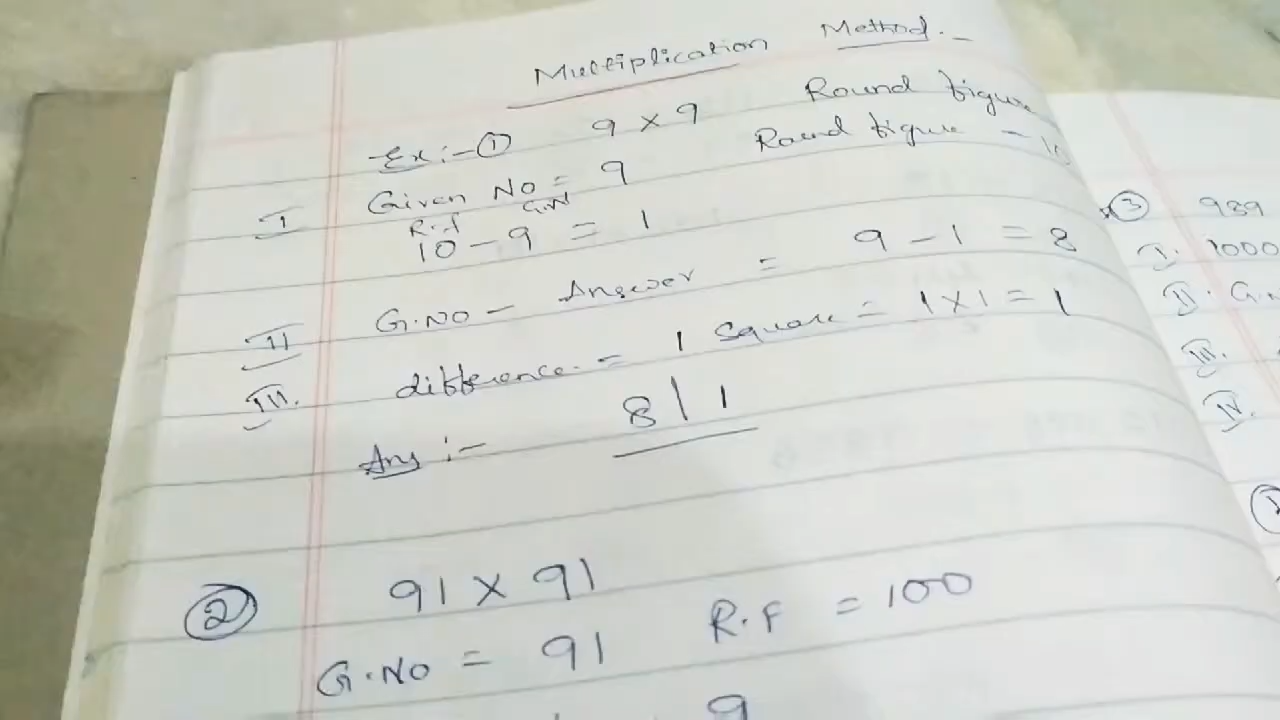 Multiplication Method.
Ex:- ① 9 × 9 Round figure
I Given No = 9 Round figure - 10
R.f G.N
10 - 9 = 1
II G.NO - Answer = 9 - 1 = 8
III. difference = 1 Square = 1 × 1 = 1
Ans :- 8 | 1
② 91 × 91
G.NO = 91 R.F = 100
9
③ 989
I. 1000
II. G.
III.
IV.